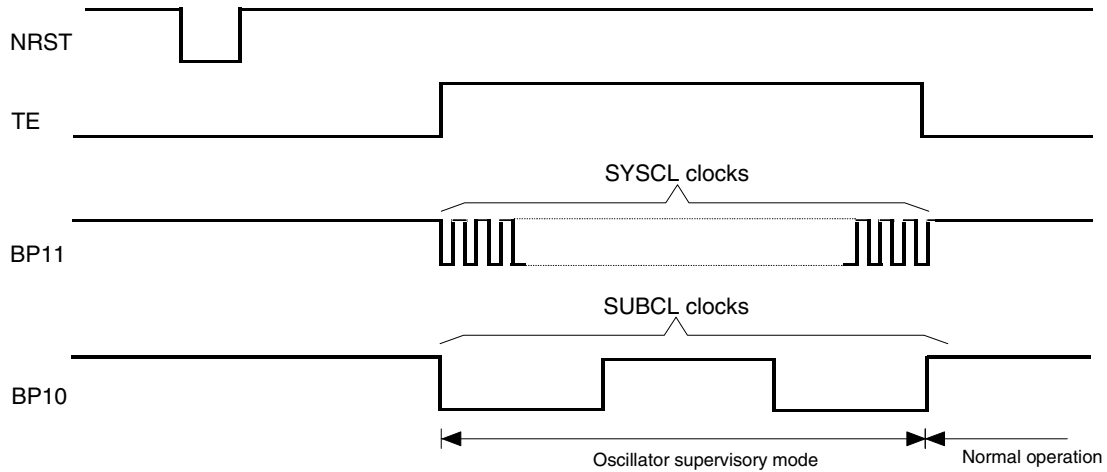 NRST
TE
SYSCL clocks
BP11
SUBCL clocks
BP10
Oscillator supervisory mode
Normal operation